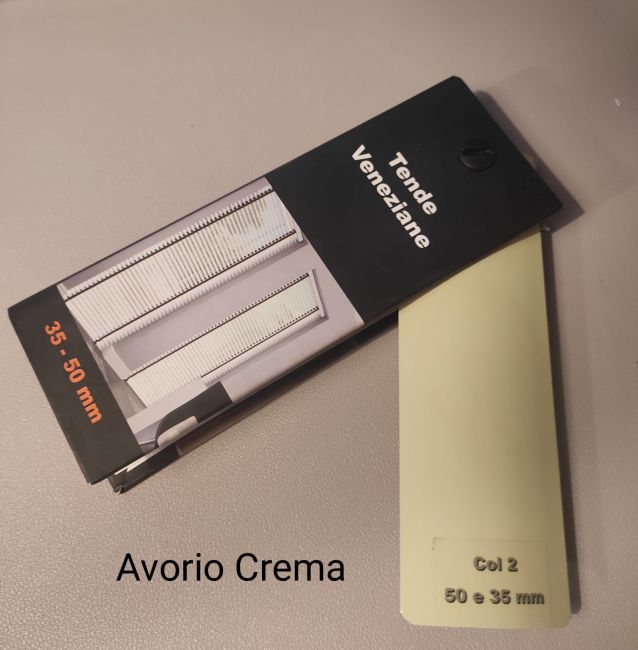 Tende
Veneziane
35 - 50 mm
Avorio Crema
Col 2
50 e 35 mm